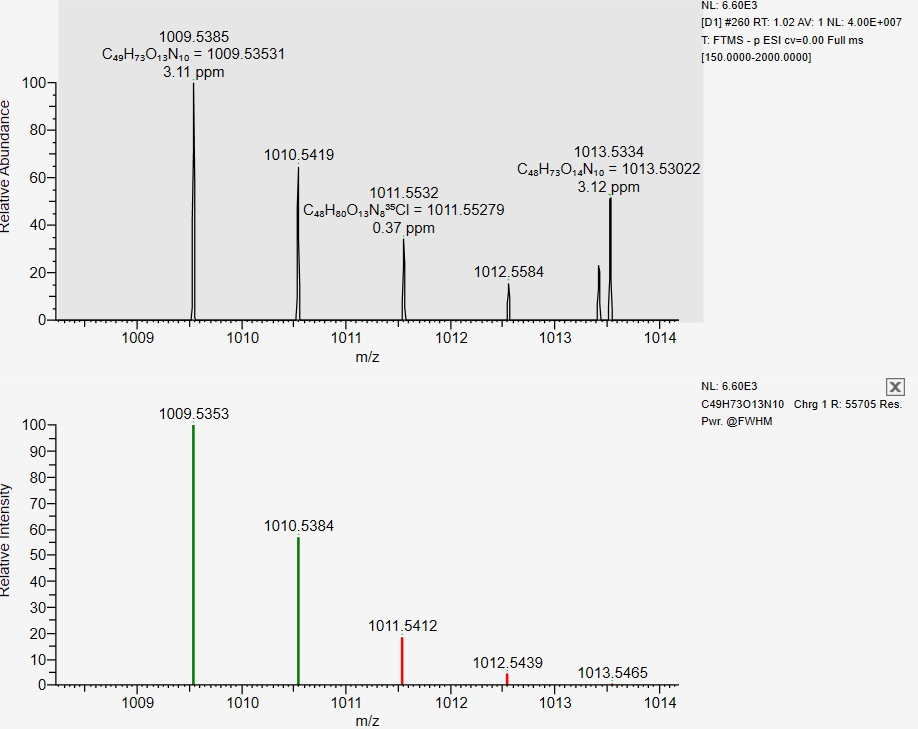 NL: 6.60E3
[D1] #260 RT: 1.02 AV: 1 NL: 4.00E+007
T: FTMS - p ESI cv=0.00 Full ms
[150.0000-2000.0000]
1009.5385
C₄₉H₇₃O₁₃N₁₀ = 1009.53531
3.11 ppm
1010.5419
1011.5532
C₄₈H₈₀O₁₃N₈³⁵Cl = 1011.55279
0.37 ppm
1012.5584
1013.5334
C₄₈H₇₃O₁₄N₁₀ = 1013.53022
3.12 ppm
Relative Abundance
100
80
60
40
20
0
1009 1010 1011 1012 1013 1014
m/z
NL: 6.60E3
C49H73O13N10 Chrg 1 R: 55705 Res.
Pwr. @FWHM
X
1009.5353
1010.5384
1011.5412
1012.5439
1013.5465
Relative Intensity
100
90
80
70
60
50
40
30
20
10
0
1009 1010 1011 1012 1013 1014
m/z